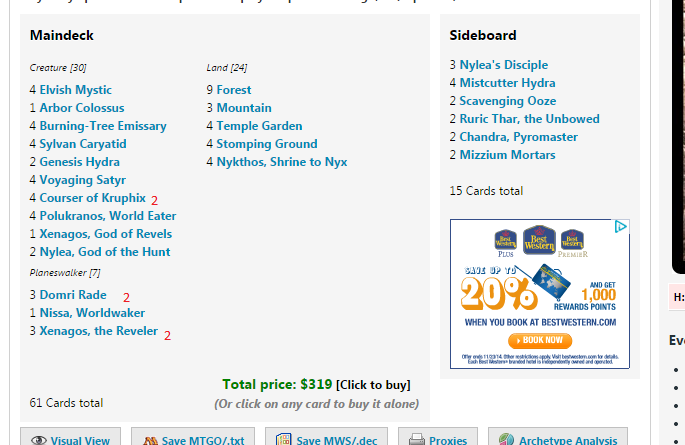 Maindeck
Creature [30]
4 Elvish Mystic
1 Arbor Colossus
4 Burning-Tree Emissary
4 Sylvan Caryatid
2 Genesis Hydra
4 Voyaging Satyr
4 Courser of Kruphix 2
4 Polukranos, World Eater
1 Xenagos, God of Revels
2 Nylea, God of the Hunt
Planeswalker [7]
3 Domri Rade 2
1 Nissa, Worldwaker
3 Xenagos, the Reveler 2
Land [24]
9 Forest
3 Mountain
4 Temple Garden
4 Stomping Ground
4 Nykthos, Shrine to Nyx
Total price: $319 [Click to buy]
61 Cards total
(Or click on any card to buy it alone)
Sideboard
3 Nylea's Disciple
4 Mistcutter Hydra
2 Scavenging Ooze
2 Ruric Thar, the Unbowed
2 Chandra, Pyromaster
2 Mizzium Mortars
15 Cards total
Best Western PLUS
Best Western
Best Western PREMIER
SAVE UP TO
20%
AND GET
1,000
REWARDS POINTS
WHEN YOU BOOK AT BESTWESTERN.COM
BOOK NOW
Offer ends 11/23/14. Other restrictions apply. Visit bestwestern.com for details.
Each Best Western® branded hotel is independently owned and operated.
H:
Eve
Visual View
Save MTGO/.txt
Save MWS/.dec
Proxies
Archetype Analysis